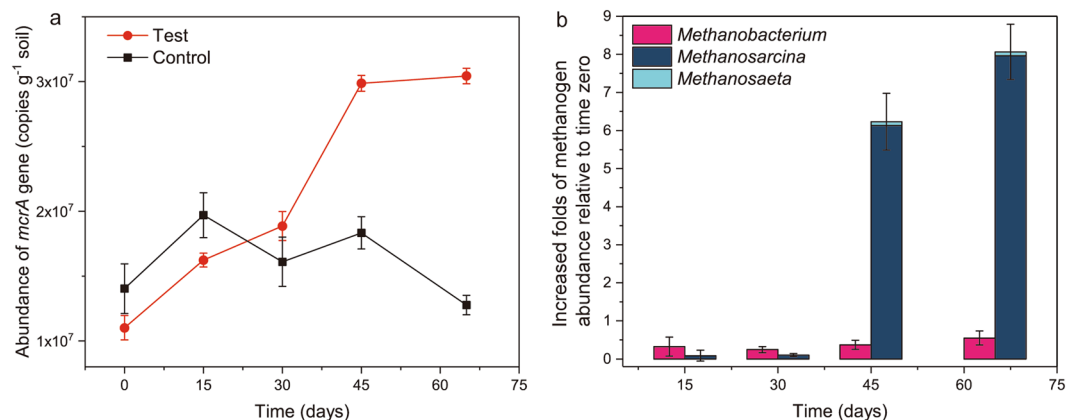 a
Test
Control
Abundance of mcrA gene (copies g⁻¹ soil)
3x10⁷
2x10⁷
1x10⁷
0 15 30 45 60 75
Time (days)
b
Methanobacterium
Methanosarcina
Methanosaeta
Increased folds of methanogen
abundance relative to time zero
9
8
7
6
5
4
3
2
1
0
15 30 45 60 75
Time (days)